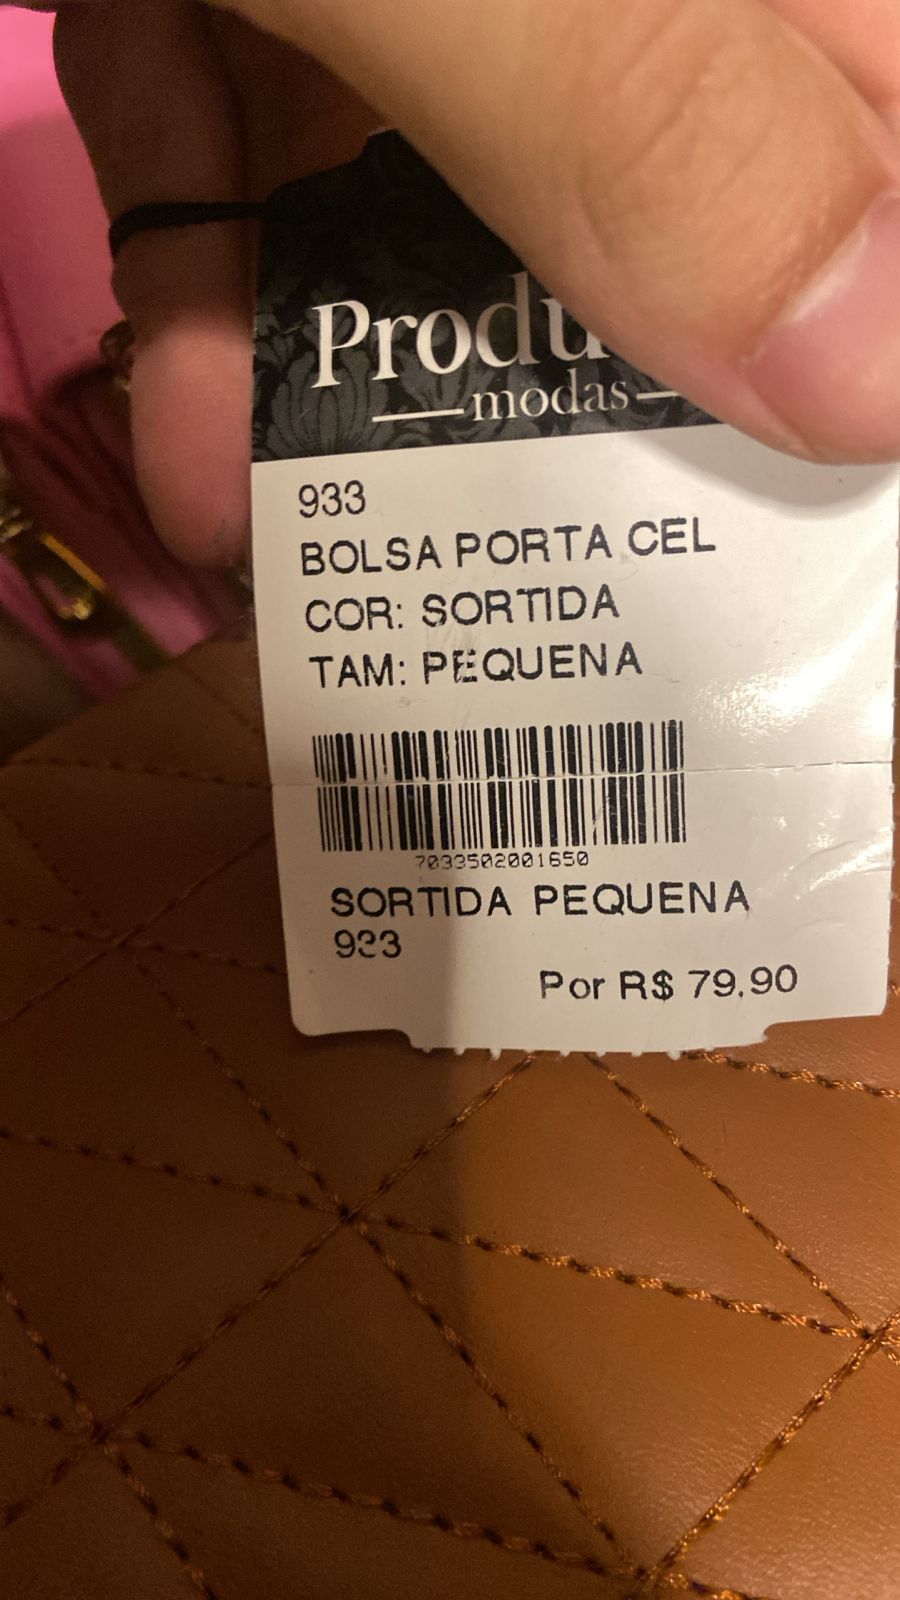 modas
933
BOLSA PORTA CEL
COR: SORTIDA
TAM: PEQUENA
7033502001650
SORTIDA PEQUENA
933
Por R$ 79,90